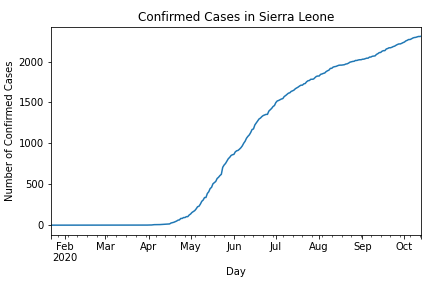 Confirmed Cases in Sierra Leone
Number of Confirmed Cases
2000
1500
1000
500
0
Feb Mar Apr May Jun Jul Aug Sep Oct
2020
Day